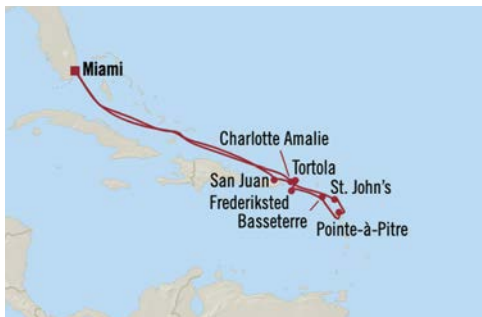 Miami
Charlotte Amalie
Tortola
San Juan
St. John's
Frederiksted
Basseterre
Pointe-à-Pitre